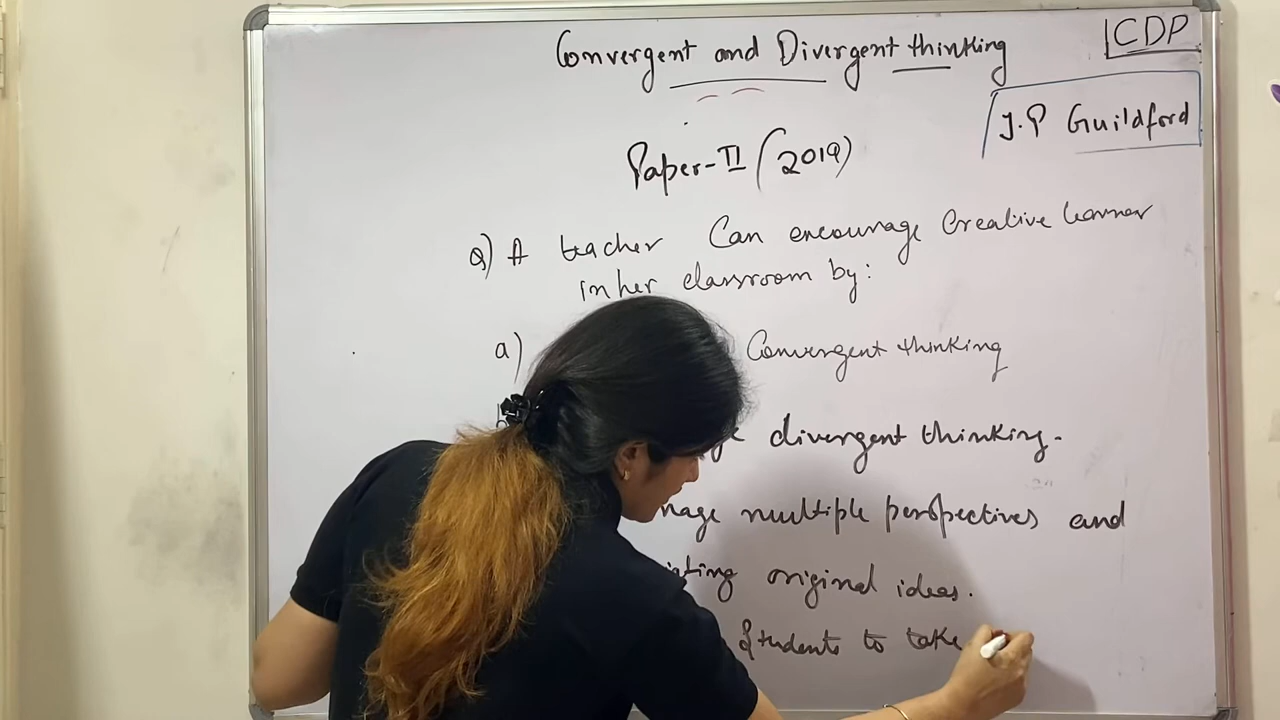 Convergent and Divergent thinking
CDP
J.P Guildford
Paper-II (2019)
Q) A teacher Can encourage Creative learner
in her classroom by:
a) Convergent thinking
divergent thinking.
multiple perspectives and
original ideas.
Students to take